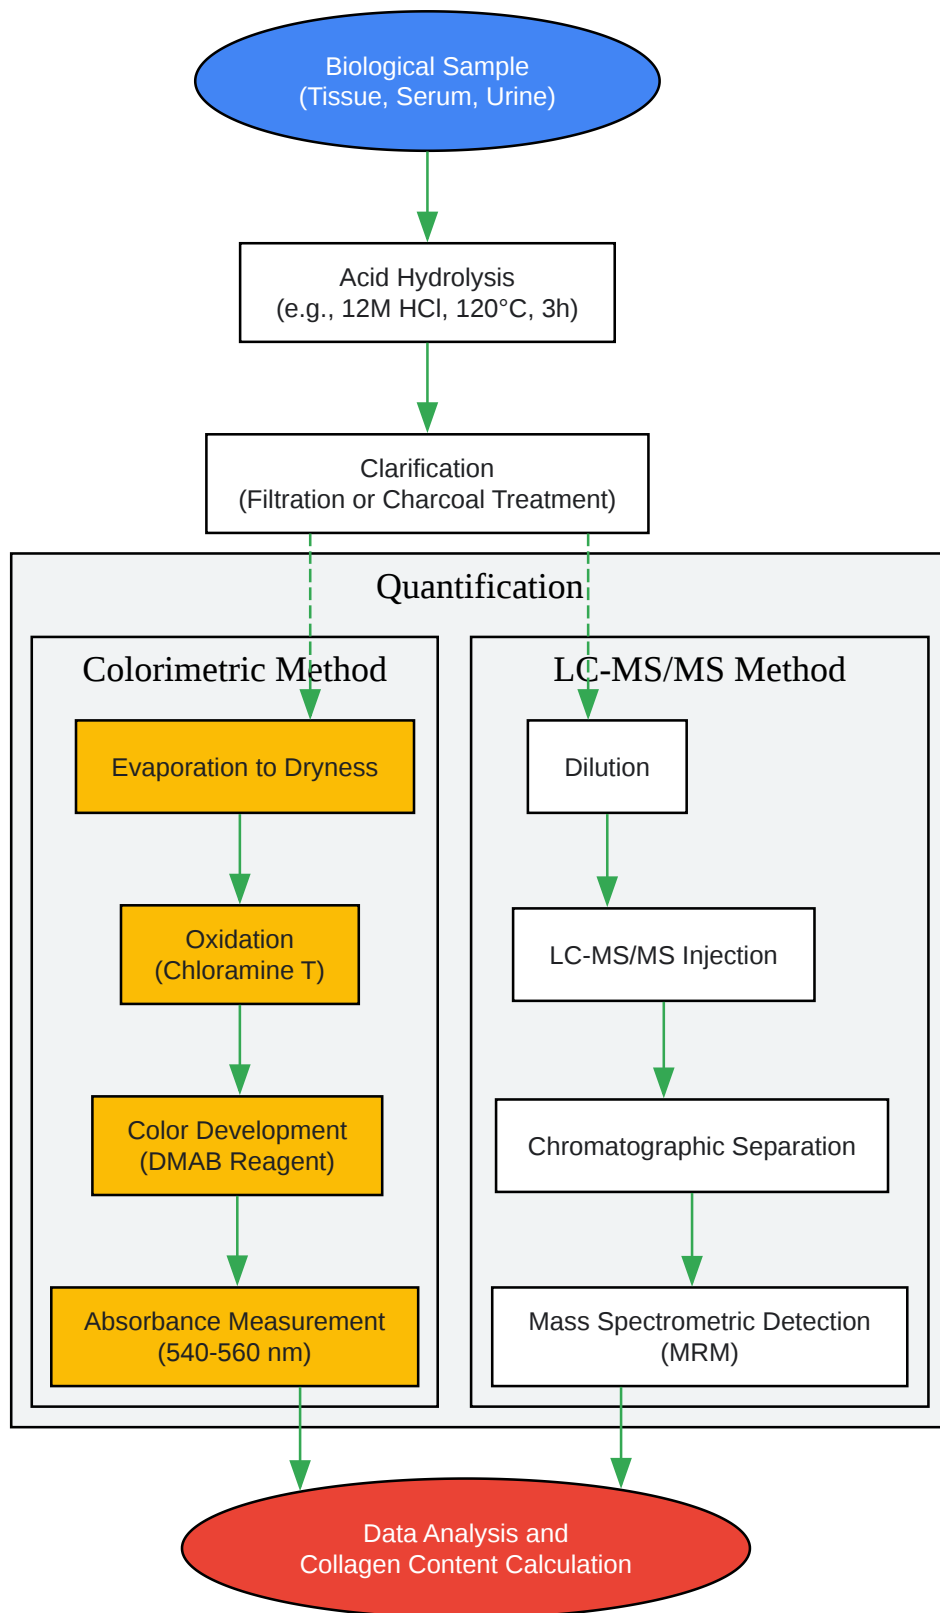 Biological Sample
(Tissue, Serum, Urine)
Acid Hydrolysis
(e.g., 12M HCl, 120°C, 3h)
Clarification
(Filtration or Charcoal Treatment)
Quantification
Colorimetric Method
Evaporation to Dryness
Oxidation
(Chloramine T)
Color Development
(DMAB Reagent)
Absorbance Measurement
(540-560 nm)
LC-MS/MS Method
Dilution
LC-MS/MS Injection
Chromatographic Separation
Mass Spectrometric Detection
(MRM)
Data Analysis and
Collagen Content Calculation